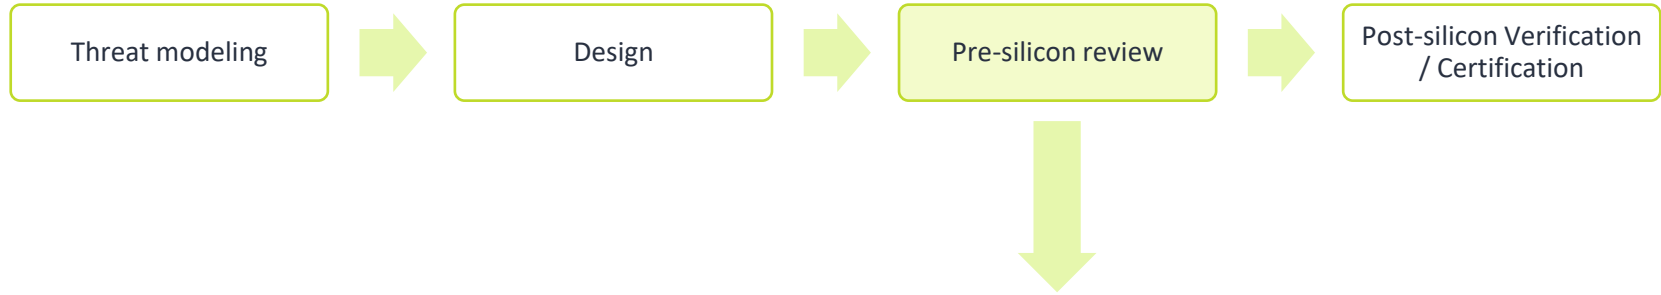 Threat modeling
Design
Pre-silicon review
Post-silicon Verification
/ Certification